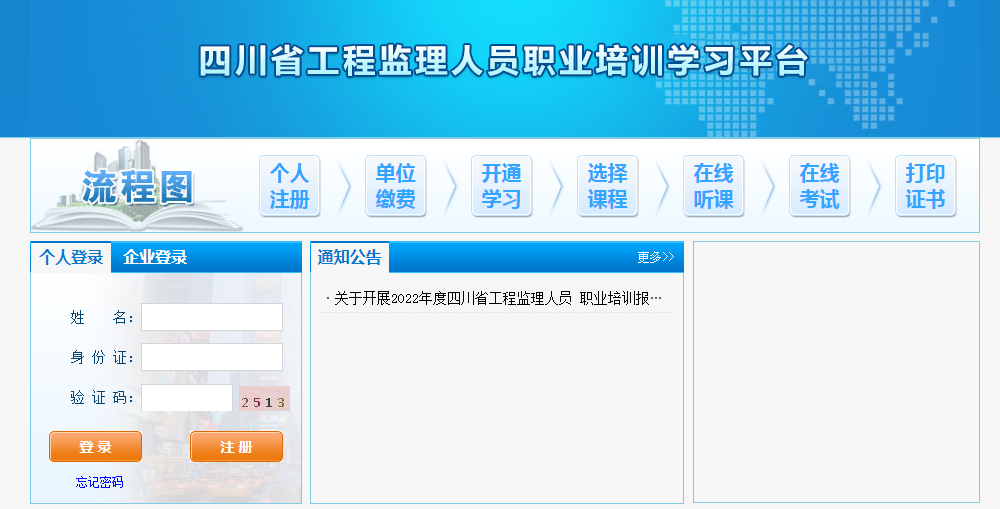 四川省工程监理人员职业培训学习平台
流程图
个人
注册
单位
缴费
开通
学习
选择
课程
在线
听课
在线
考试
打印
证书
个人登录 企业登录
姓 名：
身 份 证：
验 证 码： 2513
登 录 注 册
忘记密码
通知公告 更多>>
· 关于开展2022年度四川省工程监理人员 职业培训报…